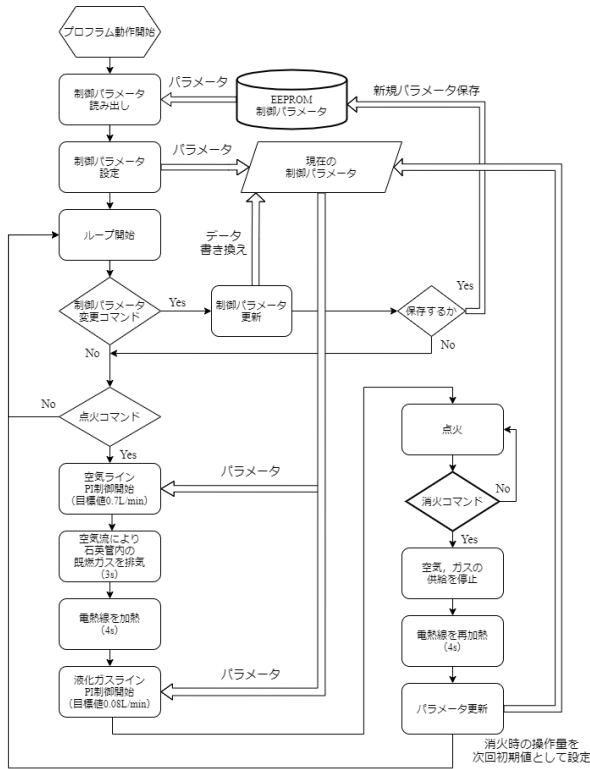 プロフラム動作開始
制御パラメータ
読み出し
パラメータ
EEPROM
制御パラメータ
新規パラメータ保存
制御パラメータ
設定
パラメータ
現在の
制御パラメータ
ループ開始
データ
書き換え
制御パラメータ
変更コマンド
Yes
制御パラメータ
更新
保存するか
Yes
No
No
点火コマンド
No
Yes
空気ライン
PI制御開始
(目標値0.7L/min)
パラメータ
空気流により
石英管内の
既燃ガスを排気
(3s)
電熱線を加熱
(4s)
液化ガスライン
PI制御開始
(目標値0.08L/min)
パラメータ
点火
消火コマンド
No
Yes
空気，ガスの
供給を停止
電熱線を再加熱
(4s)
パラメータ更新
消火時の操作量を
次回初期値として設定